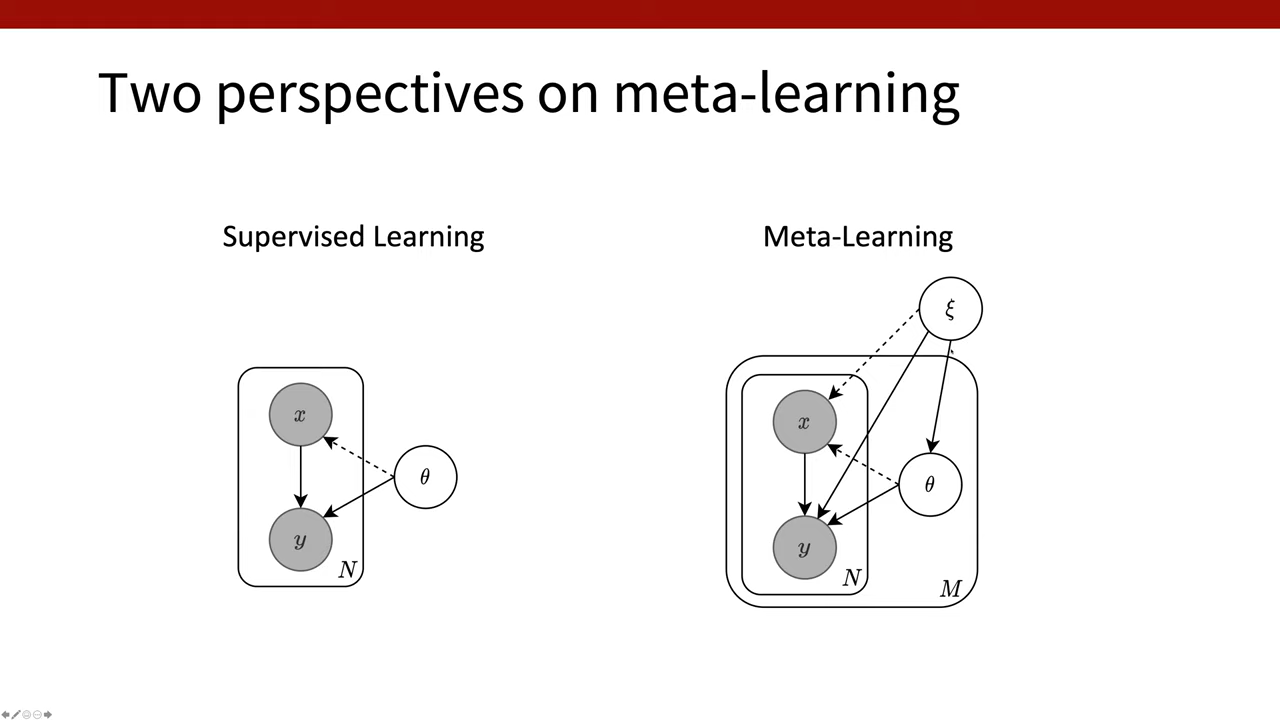 Two perspectives on meta-learning
Supervised Learning
x
y
N
θ
Meta-Learning
ξ
x
y
N
θ
M